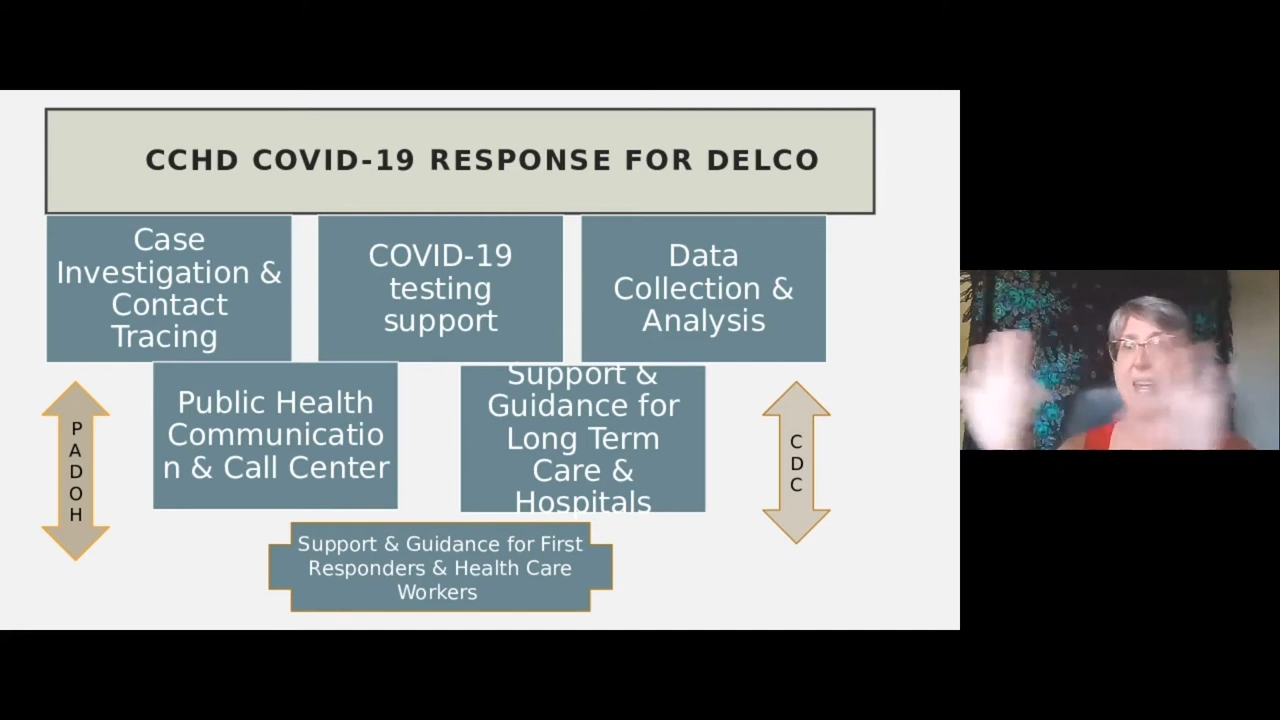 CCHD COVID-19 RESPONSE FOR DELCO
Case
Investigation &
Contact
Tracing
COVID-19
testing
support
Data
Collection &
Analysis
Public Health
Communicatio
n & Call Center
Support &
Guidance for
Long Term
Care &
Hospitals
P
A
D
O
H
C
D
C
Support & Guidance for First
Responders & Health Care
Workers